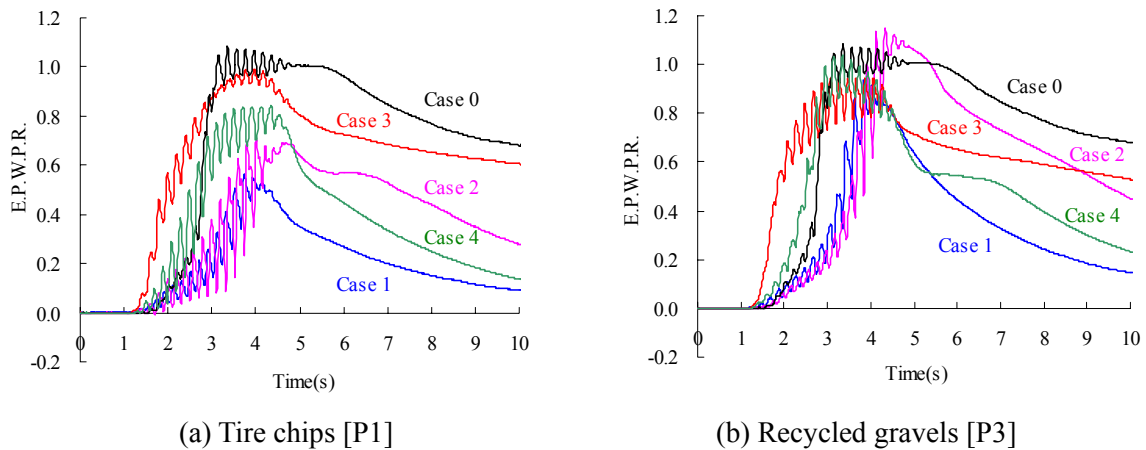 1.2
1.0
0.8
0.6
0.4
0.2
0.0
-0.2
E.P.W.P.R.
0 1 2 3 4 5 6 7 8 9 10
Time(s)
Case 0
Case 3
Case 2
Case 4
Case 1
(a) Tire chips [P1]
1.2
1.0
0.8
0.6
0.4
0.2
0.0
-0.2
E.P.W.P.R.
0 1 2 3 4 5 6 7 8 9 10
Time(s)
Case 0
Case 3
Case 2
Case 4
Case 1
(b) Recycled gravels [P3]